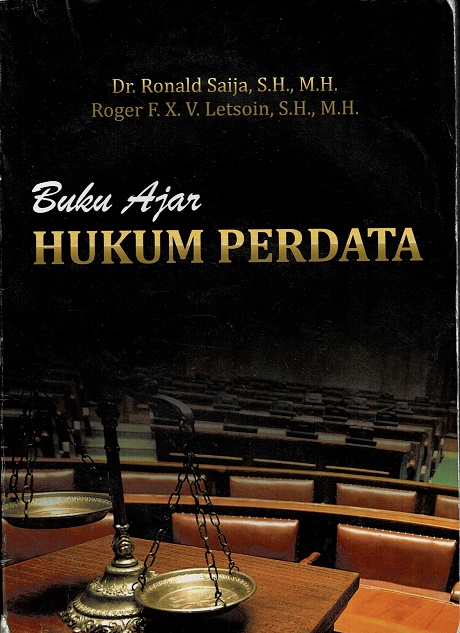 Dr. Ronald Saija, S.H., M.H.
Roger F. X. V. Letsoin, S.H., M.H.
Buku Ajar
HUKUM PERDATA